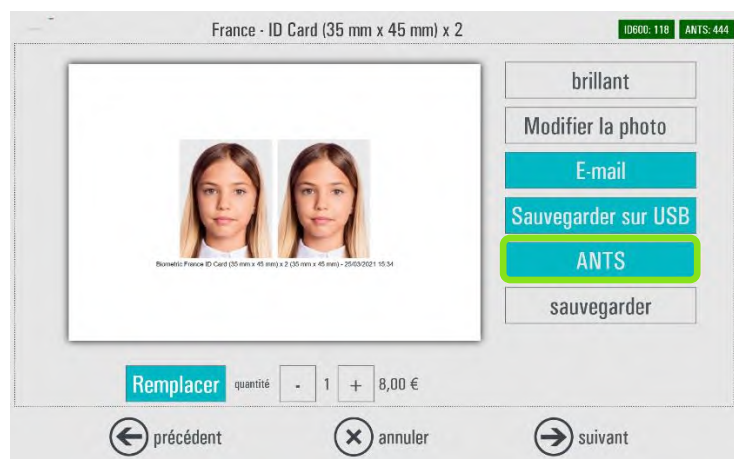 France - ID Card (35 mm x 45 mm) x 2
ID600: 118
ANTS: 444
brillant
Modifier la photo
E-mail
Sauvegarder sur USB
ANTS
sauvegarder
Biometric France ID Card (35 mm x 45 mm) x 2 (35 mm x 45 mm) - 25/03/2021 15:34
Remplacer quantité - 1 + 8,00 €
précédent
annuler
suivant